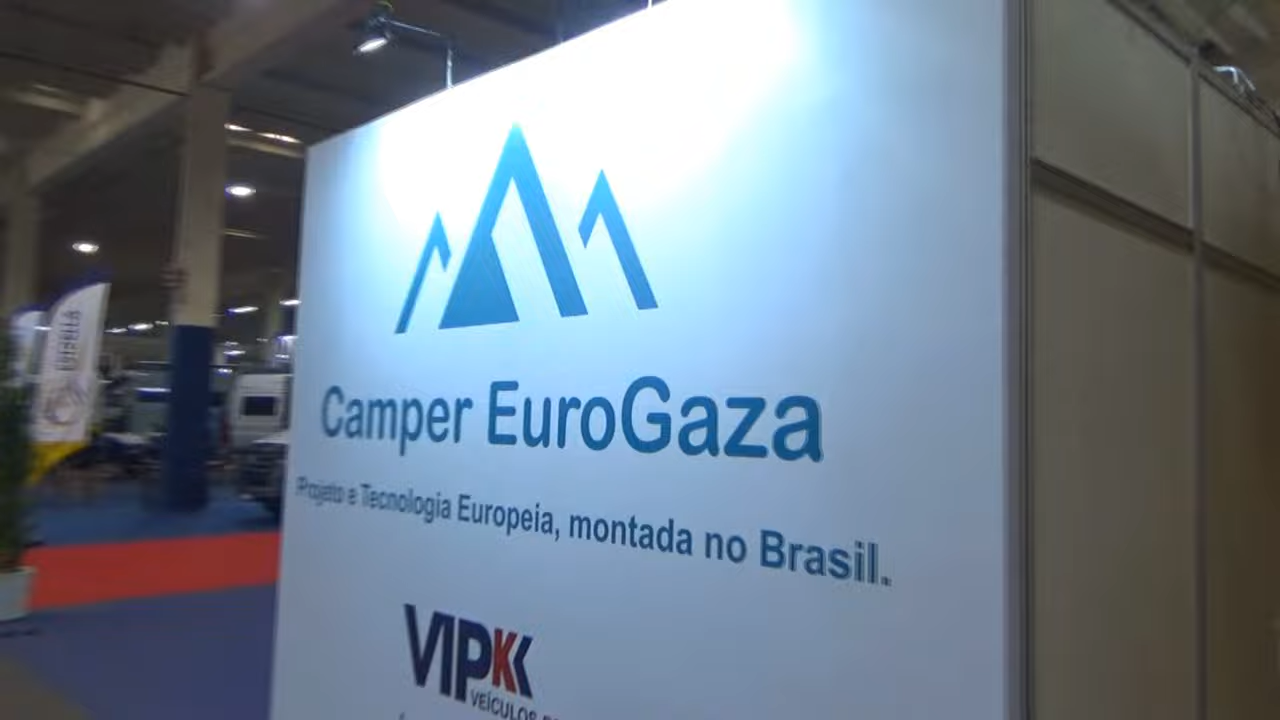 Camper EuroGaza
Projeto e Tecnologia Europeia, montada no Brasil.
VIPK
VEÍCULOS